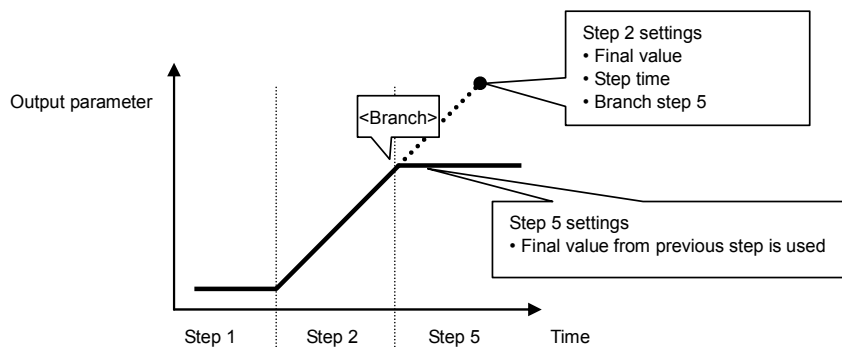 Step 2 settings
• Final value
• Step time
• Branch step 5
Output parameter
<Branch>
Step 5 settings
• Final value from previous step is used
Step 1
Step 2
Step 5
Time